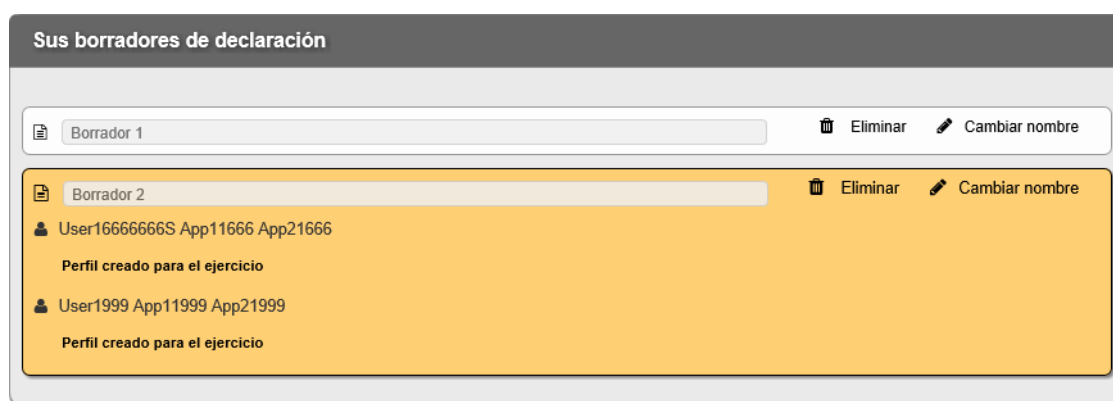 Sus borradores de declaración
Borrador 1 Eliminar Cambiar nombre
Borrador 2 Eliminar Cambiar nombre
User16666666S App11666 App21666
Perfil creado para el ejercicio
User1999 App11999 App21999
Perfil creado para el ejercicio